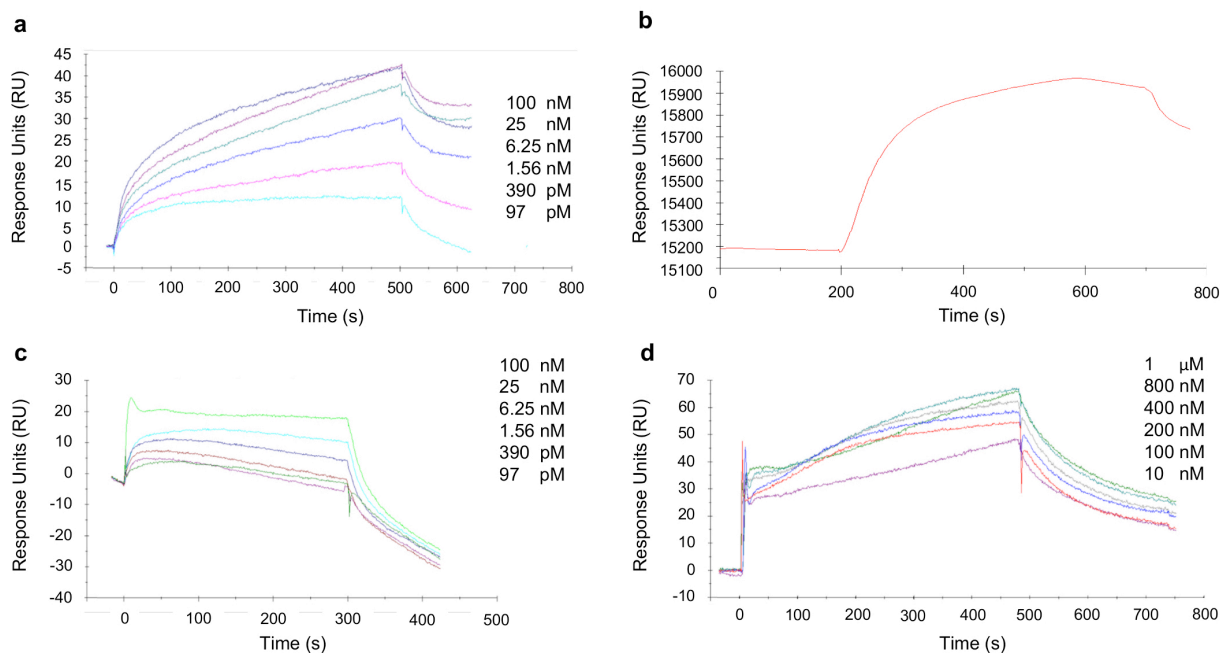 a
Response Units (RU)
45
40
35
30
25
20
15
10
5
0
-5
0 100 200 300 400 500 600 700 800
Time (s)
100 nM
25 nM
6.25 nM
1.56 nM
390 pM
97 pM
b
Response Units (RU)
16000
15900
15800
15600
15500
15400
15300
15200
15100
0 200 400 600 800
Time (s)
c
Response Units (RU)
30
20
10
0
-10
-20
-30
-40
0 100 200 300 400 500
Time (s)
100 nM
25 nM
6.25 nM
1.56 nM
390 pM
97 pM
d
Response Units (RU)
70
60
50
40
30
20
10
0
-10
0 100 200 300 400 500 600 700 800
Time (s)
1 µM
800 nM
400 nM
200 nM
100 nM
10 nM